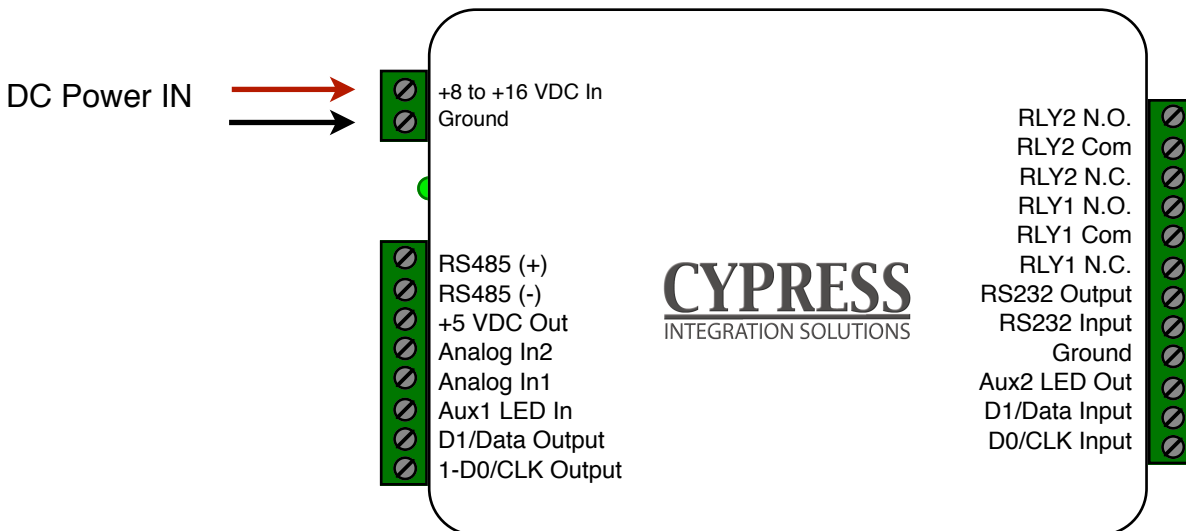 DC Power IN
+8 to +16 VDC In
Ground
RS485 (+)
RS485 (-)
+5 VDC Out
Analog In2
Analog In1
Aux1 LED In
D1/Data Output
1-D0/CLK Output
CYPRESS
INTEGRATION SOLUTIONS
RLY2 N.O.
RLY2 Com
RLY2 N.C.
RLY1 N.O.
RLY1 Com
RLY1 N.C.
RS232 Output
RS232 Input
Ground
Aux2 LED Out
D1/Data Input
D0/CLK Input